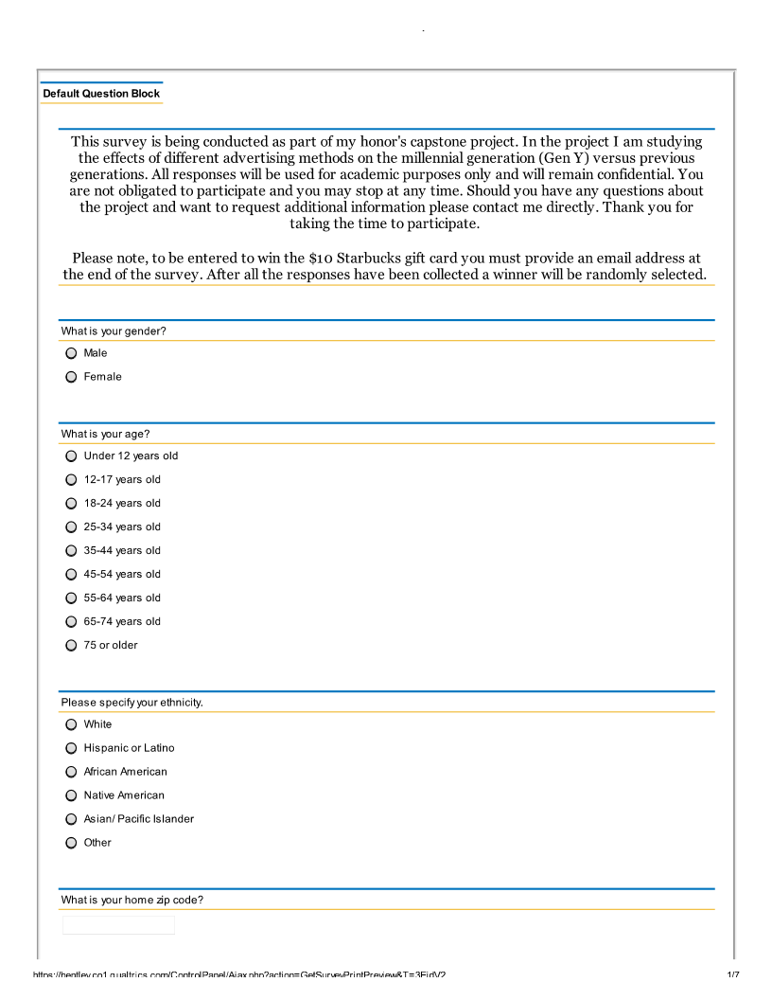 Default Question Block
This survey is being conducted as part of my honor's capstone project. In the project I am studying
the effects of different advertising methods on the millennial generation (Gen Y) versus previous
generations. All responses will be used for academic purposes only and will remain confidential. You
are not obligated to participate and you may stop at any time. Should you have any questions about
the project and want to request additional information please contact me directly. Thank you for
taking the time to participate.
Please note, to be entered to win the $10 Starbucks gift card you must provide an email address at
the end of the survey. After all the responses have been collected a winner will be randomly selected.
What is your gender?
Male
Female
What is your age?
Under 12 years old
12-17 years old
18-24 years old
25-34 years old
35-44 years old
45-54 years old
55-64 years old
65-74 years old
75 or older
Please specify your ethnicity.
White
Hispanic or Latino
African American
Native American
Asian/ Pacific Islander
Other
What is your home zip code?
https://bentley.co1.qualtrics.com/ControlPanel/Ajax.php?action=GetSurveyPrintPreview&T=3EidV2
1/7